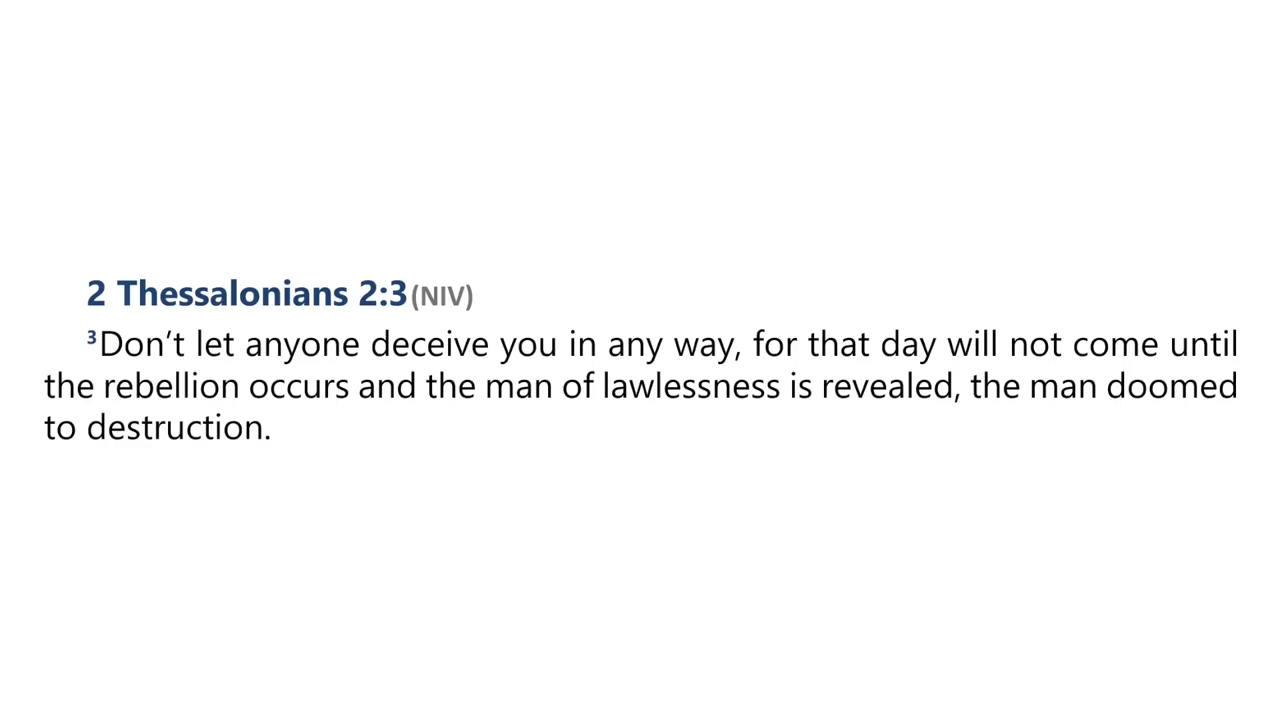 2 Thessalonians 2:3(NIV)
³Don’t let anyone deceive you in any way, for that day will not come until
the rebellion occurs and the man of lawlessness is revealed, the man doomed
to destruction.